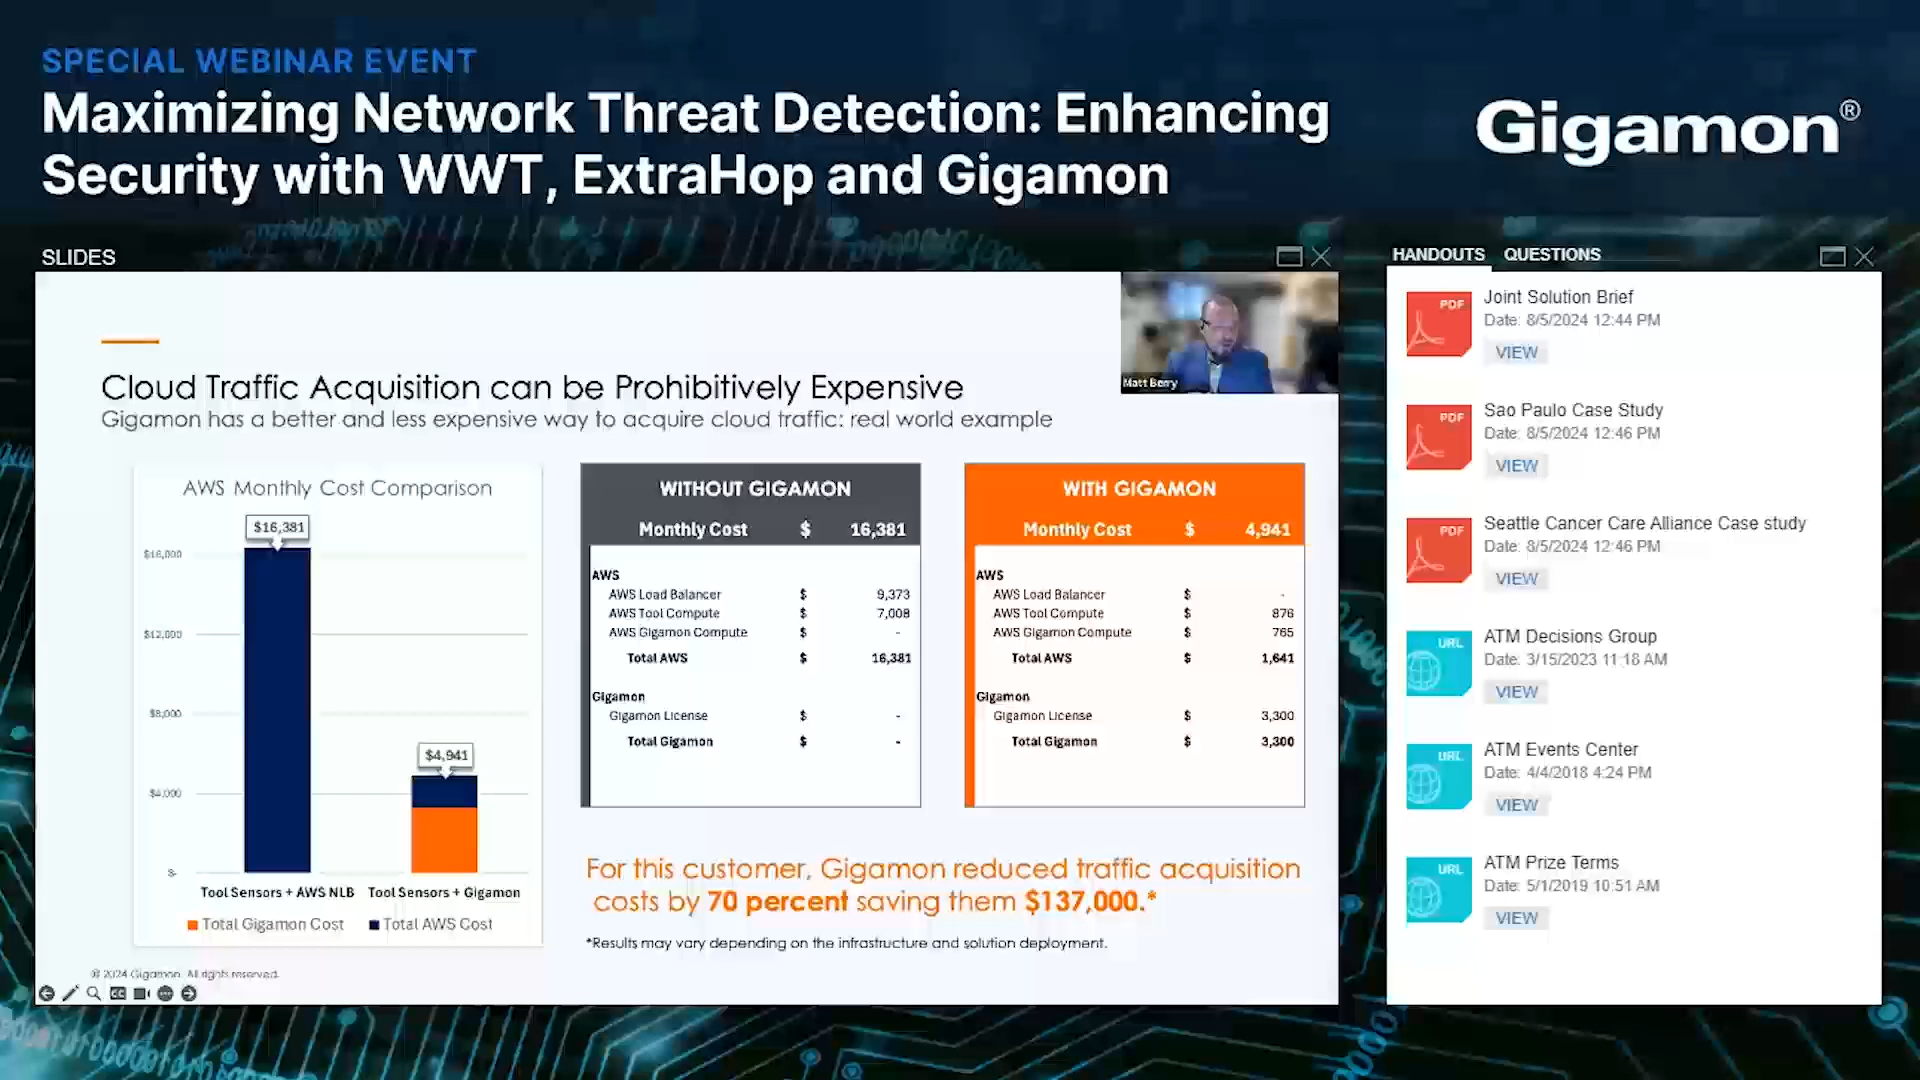 SPECIAL WEBINAR EVENT
Maximizing Network Threat Detection: Enhancing
Security with WWT, ExtraHop and Gigamon
Gigamon®
SLIDES
Matt Berry
Cloud Traffic Acquisition can be Prohibitively Expensive
Gigamon has a better and less expensive way to acquire cloud traffic: real world example
AWS Monthly Cost Comparison
$16,381
$16,000
$12,000
$8,000
$4,941
$4,000
$-
Tool Sensors + AWS NLB Tool Sensors + Gigamon
Total Gigamon Cost Total AWS Cost
WITHOUT GIGAMON
Monthly Cost $ 16,381
AWS
AWS Load Balancer $ 9,373
AWS Tool Compute $ 7,008
AWS Gigamon Compute $ -
Total AWS $ 16,381
Gigamon
Gigamon License $ -
Total Gigamon $ -
WITH GIGAMON
Monthly Cost $ 4,941
AWS
AWS Load Balancer $ -
AWS Tool Compute $ 876
AWS Gigamon Compute $ 765
Total AWS $ 1,641
Gigamon
Gigamon License $ 3,300
Total Gigamon $ 3,300
For this customer, Gigamon reduced traffic acquisition
costs by 70 percent saving them $137,000.*
*Results may vary depending on the infrastructure and solution deployment.
© 2024 Gigamon. All rights reserved.
HANDOUTS QUESTIONS
PDF
Joint Solution Brief
Date: 8/5/2024 12:44 PM
VIEW
PDF
Sao Paulo Case Study
Date: 8/5/2024 12:46 PM
VIEW
PDF
Seattle Cancer Care Alliance Case study
Date: 8/5/2024 12:46 PM
VIEW
URL
ATM Decisions Group
Date: 3/15/2023 11:18 AM
VIEW
URL
ATM Events Center
Date: 4/4/2018 4:24 PM
VIEW
URL
ATM Prize Terms
Date: 5/1/2019 10:51 AM
VIEW